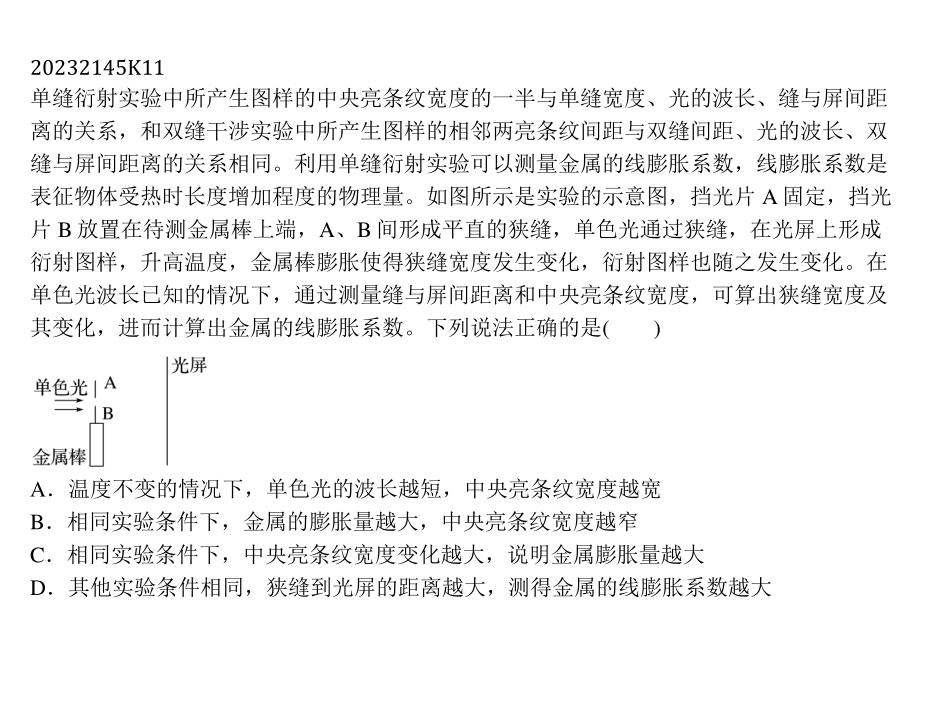 20232145K11
单缝衍射实验中所产生图样的中央亮条纹宽度的一半与单缝宽度、光的波长、缝与屏间距
离的关系，和双缝干涉实验中所产生图样的相邻两亮条纹间距与双缝间距、光的波长、双
缝与屏间距离的关系相同。利用单缝衍射实验可以测量金属的线膨胀系数，线膨胀系数是
表征物体受热时长度增加程度的物理量。如图所示是实验的示意图，挡光片 A 固定，挡光
片 B 放置在待测金属棒上端，A、B 间形成平直的狭缝，单色光通过狭缝，在光屏上形成
衍射图样，升高温度，金属棒膨胀使得狭缝宽度发生变化，衍射图样也随之发生变化。在
单色光波长已知的情况下，通过测量缝与屏间距离和中央亮条纹宽度，可算出狭缝宽度及
其变化，进而计算出金属的线膨胀系数。下列说法正确的是(　　)
光屏
单色光 A
B
金属棒
A．温度不变的情况下，单色光的波长越短，中央亮条纹宽度越宽
B．相同实验条件下，金属的膨胀量越大，中央亮条纹宽度越窄
C．相同实验条件下，中央亮条纹宽度变化越大，说明金属膨胀量越大
D．其他实验条件相同，狭缝到光屏的距离越大，测得金属的线膨胀系数越大